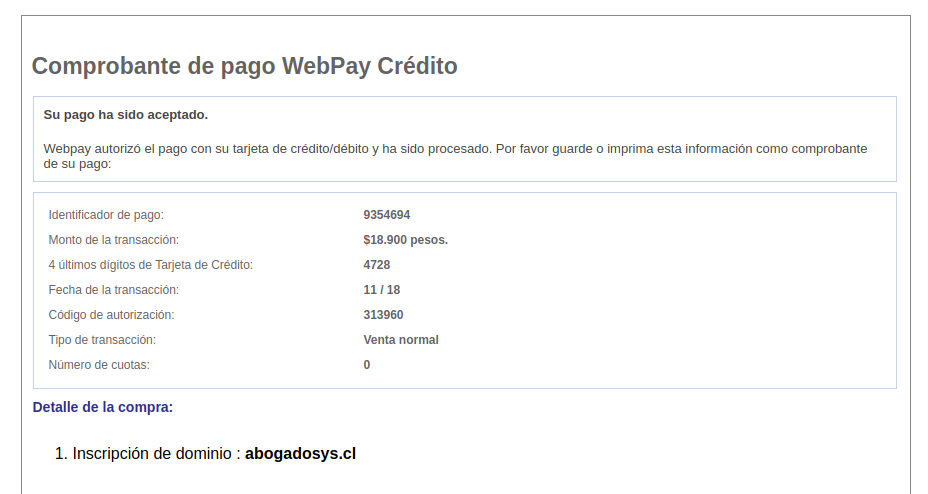 Comprobante de pago WebPay Crédito
Su pago ha sido aceptado.
Webpay autorizó el pago con su tarjeta de crédito/débito y ha sido procesado. Por favor guarde o imprima esta información como comprobante
de su pago:
Identificador de pago: 9354694
Monto de la transacción: $18.900 pesos.
4 últimos dígitos de Tarjeta de Crédito: 4728
Fecha de la transacción: 11 / 18
Código de autorización: 313960
Tipo de transacción: Venta normal
Número de cuotas: 0
Detalle de la compra:
1. Inscripción de dominio : abogadosys.cl